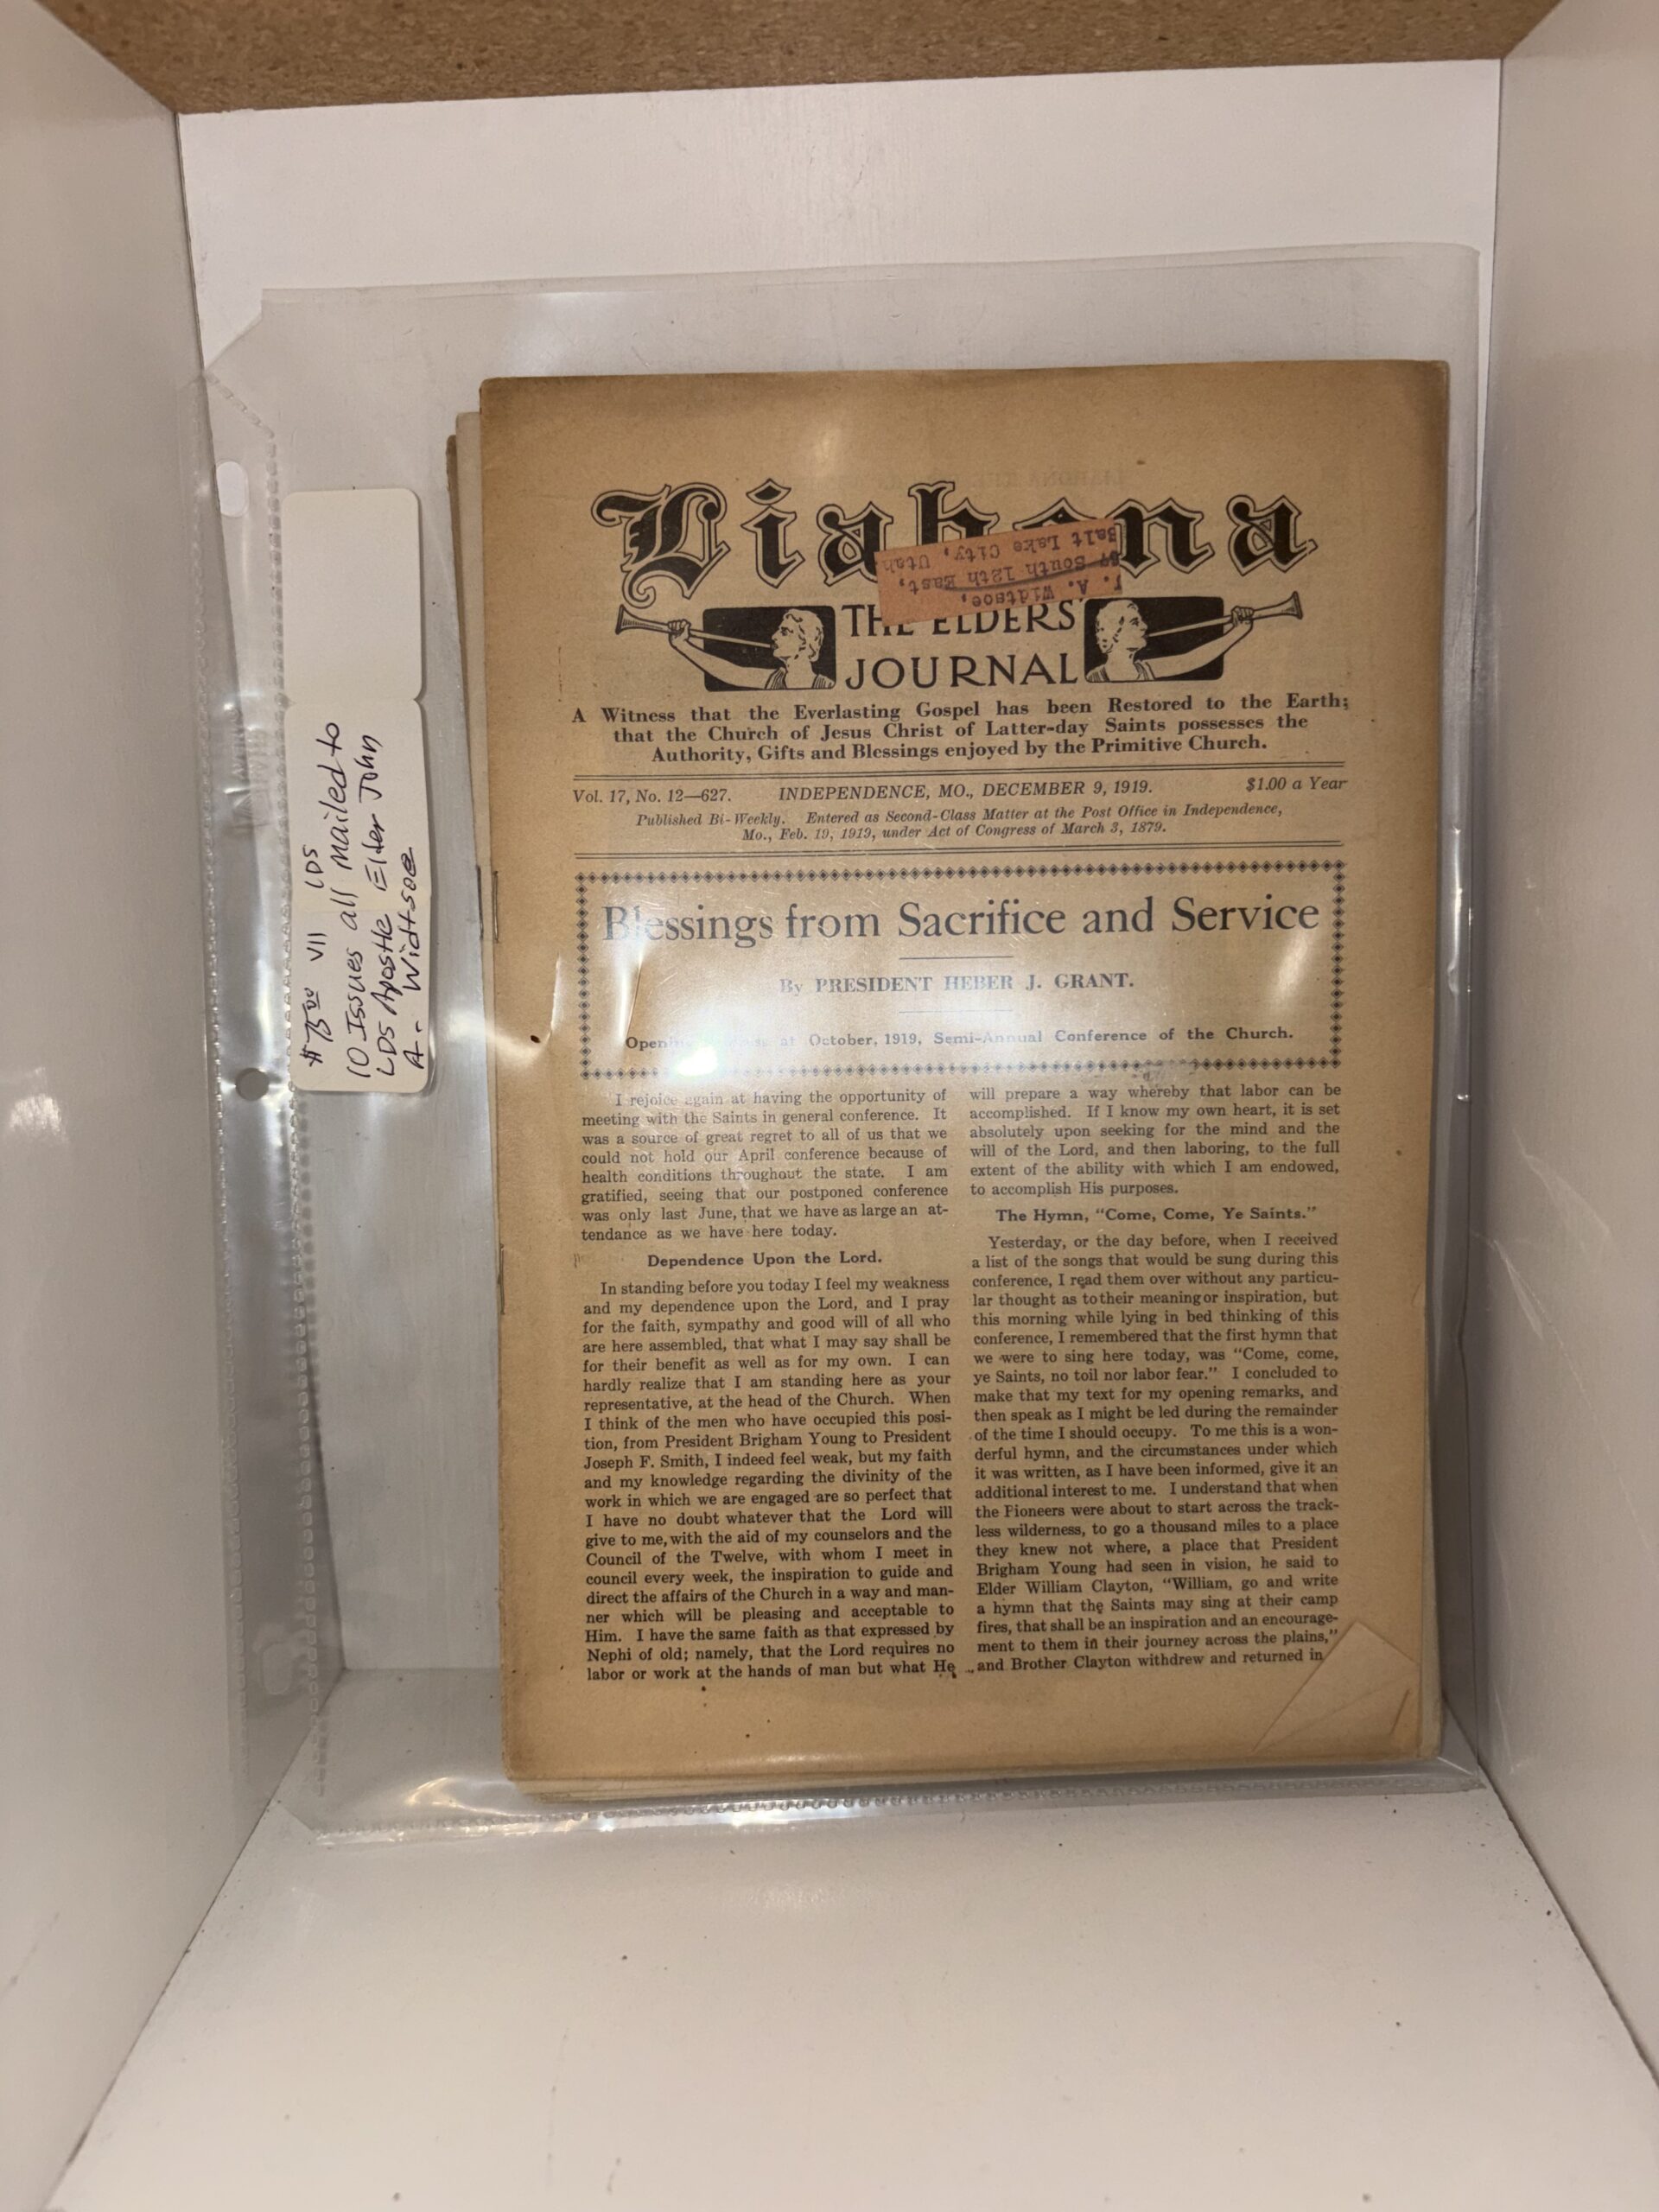 $75.00 VII LDS
10 Issues all mailed to
LDS Apostle Elder John
A. Widtsoe
Liahona
A. Widtsoe,
South 12th East,
Salt Lake City, Utah
THE ELDERS'
JOURNAL
A Witness that the Everlasting Gospel has been Restored to the Earth;
that the Church of Jesus Christ of Latter-day Saints possesses the
Authority, Gifts and Blessings enjoyed by the Primitive Church.
Vol. 17, No. 12—627. INDEPENDENCE, MO., DECEMBER 9, 1919. $1.00 a Year
Published Bi-Weekly. Entered as Second-Class Matter at the Post Office in Independence,
Mo., Feb. 19, 1919, under Act of Congress of March 3, 1879.
Blessings from Sacrifice and Service
By PRESIDENT HEBER J. GRANT.
at October, 1919, Semi-Annual Conference of the Church.
I rejoice again at having the opportunity of
meeting with the Saints in general conference. It
was a source of great regret to all of us that we
could not hold our April conference because of
health conditions throughout the state. I am
gratified, seeing that our postponed conference
was only last June, that we have as large an at-
tendance as we have here today.
Dependence Upon the Lord.
In standing before you today I feel my weakness
and my dependence upon the Lord, and I pray
for the faith, sympathy and good will of all who
are here assembled, that what I may say shall be
for their benefit as well as for my own. I can
hardly realize that I am standing here as your
representative, at the head of the Church. When
I think of the men who have occupied this posi-
tion, from President Brigham Young to President
Joseph F. Smith, I indeed feel weak, but my faith
and my knowledge regarding the divinity of the
work in which we are engaged are so perfect that
I have no doubt whatever that the Lord will
give to me, with the aid of my counselors and the
Council of the Twelve, with whom I meet in
council every week, the inspiration to guide and
direct the affairs of the Church in a way and man-
ner which will be pleasing and acceptable to
Him. I have the same faith as that expressed by
Nephi of old; namely, that the Lord requires no
labor or work at the hands of man but what He
will prepare a way whereby that labor can be
accomplished. If I know my own heart, it is set
absolutely upon seeking for the mind and the
will of the Lord, and then laboring, to the full
extent of the ability with which I am endowed,
to accomplish His purposes.
The Hymn, "Come, Come, Ye Saints."
Yesterday, or the day before, when I received
a list of the songs that would be sung during this
conference, I read them over without any particu-
lar thought as to their meaning or inspiration, but
this morning while lying in bed thinking of this
conference, I remembered that the first hymn that
we were to sing here today, was "Come, come,
ye Saints, no toil nor labor fear." I concluded to
make that my text for my opening remarks, and
then speak as I might be led during the remainder
of the time I should occupy. To me this is a won-
derful hymn, and the circumstances under which
it was written, as I have been informed, give it an
additional interest to me. I understand that when
the Pioneers were about to start across the track-
less wilderness, to go a thousand miles to a place
they knew not where, a place that President
Brigham Young had seen in vision, he said to
Elder William Clayton, "William, go and write
a hymn that the Saints may sing at their camp
fires, that shall be an inspiration and an encourage-
ment to them in their journey across the plains,"
and Brother Clayton withdrew and returned in